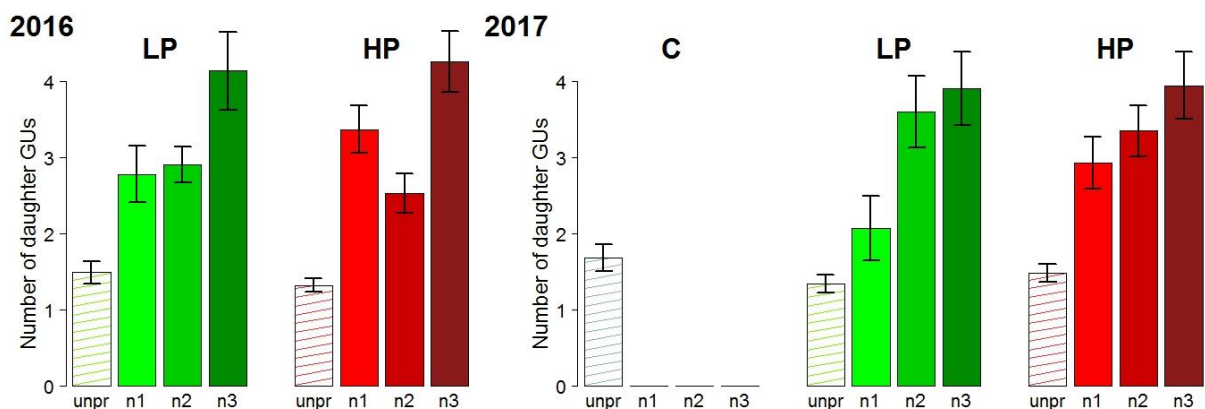 2016
LP
HP
2017
C
LP
HP
Number of daughter GUs
4
3
2
1
0
unpr n1 n2 n3
unpr n1 n2 n3
Number of daughter GUs
4
3
2
1
0
unpr n1 n2 n3
unpr n1 n2 n3
unpr n1 n2 n3